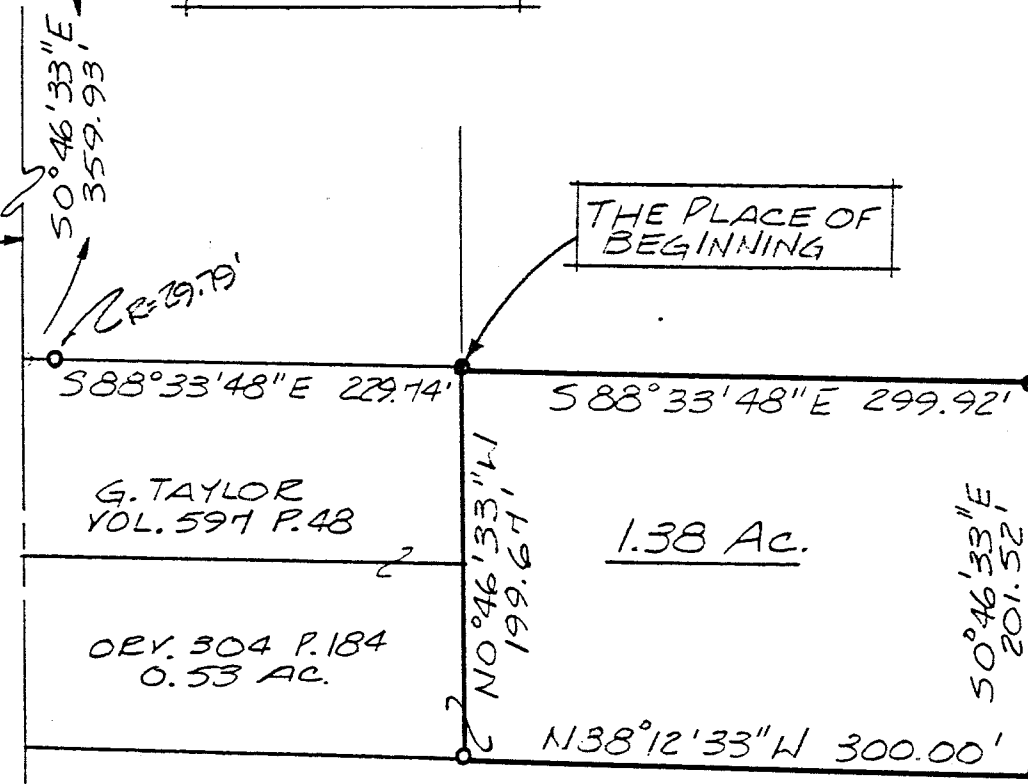 S0°46'33"E
359.93'
THE PLACE OF
BEGINNING
R=29.79'
S88°33'48"E 229.74'
S88°33'48"E 299.92'
G. TAYLOR
VOL. 597 P.48
N0°46'33"W
199.67'
1.38 Ac.
S0°46'33"E
201.52'
ORV. 304 P.184
0.53 AC.
N38°12'33"W 300.00'